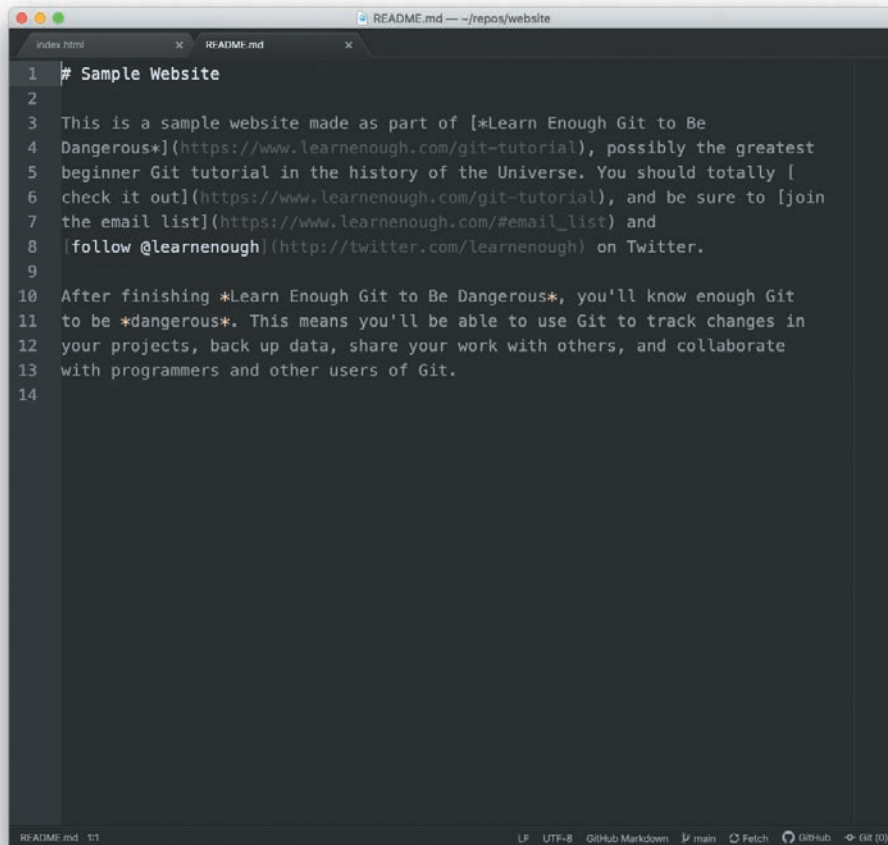 README.md — ~/repos/website
index.html × README.md ×
1 # Sample Website
2
3 This is a sample website made as part of [*Learn Enough Git to Be
4 Dangerous*](https://www.learnenough.com/git-tutorial), possibly the greatest
5 beginner Git tutorial in the history of the Universe. You should totally [
6 check it out](https://www.learnenough.com/git-tutorial), and be sure to [join
7 the email list](https://www.learnenough.com/#email_list) and
8 [follow @learnenough](http://twitter.com/learnenough) on Twitter.
9
10 After finishing *Learn Enough Git to Be Dangerous*, you'll know enough Git
11 to be *dangerous*. This means you'll be able to use Git to track changes in
12 your projects, back up data, share your work with others, and collaborate
13 with programmers and other users of Git.
14
README.md 1:1 LF UTF-8 GitHub Markdown main Fetch GitHub Git (0)